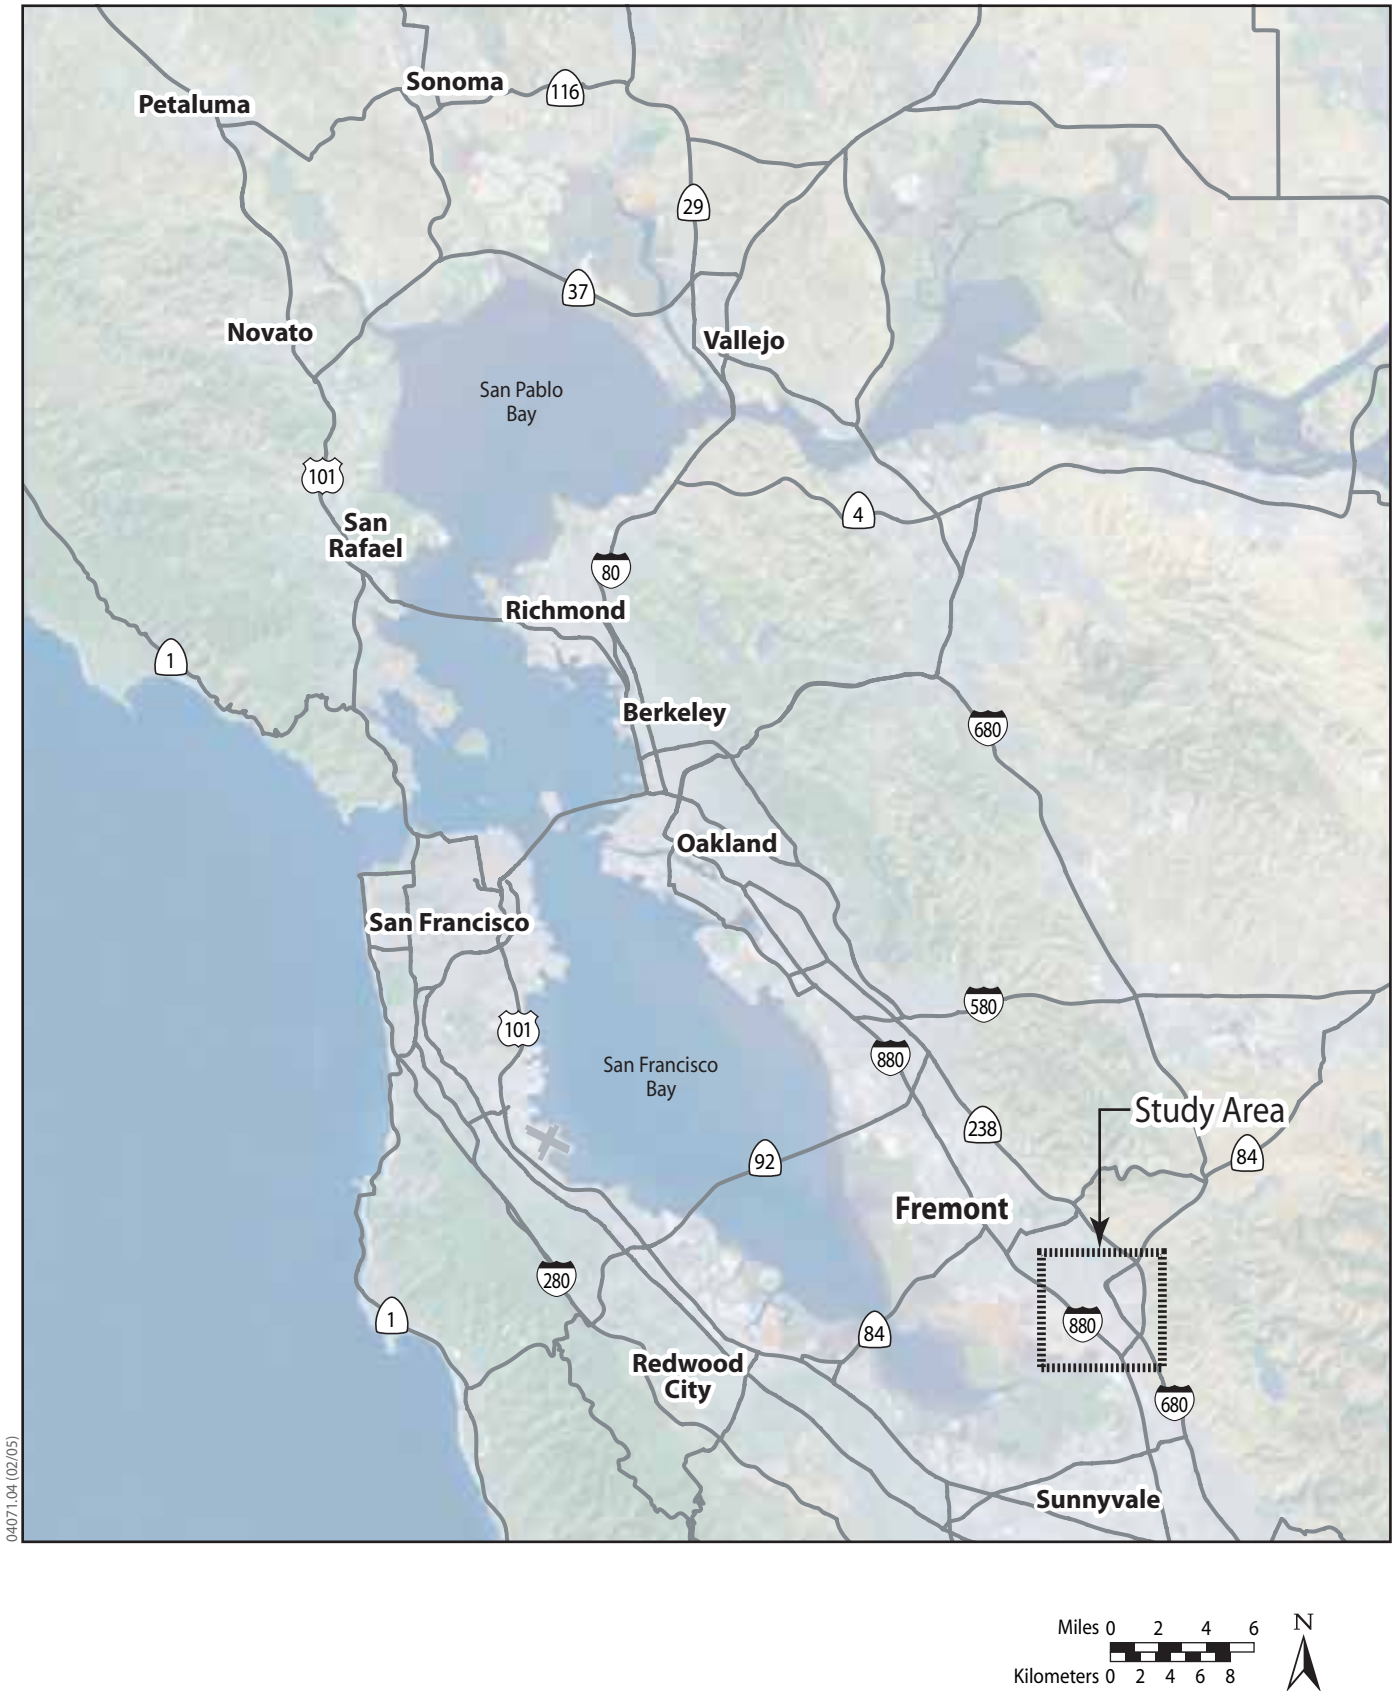 Sonoma
116
Petaluma
29
37
Novato
Vallejo
San Pablo
Bay
101
4
San
Rafael
80
Richmond
1
Berkeley
680
Oakland
San Francisco
580
101
880
San Francisco
Bay
Study Area
238
84
92
Fremont
280
1
880
84
Redwood
City
680
Sunnyvale
04071.04 (02/05)
Miles 0 2 4 6
N
Kilometers 0 2 4 6 8